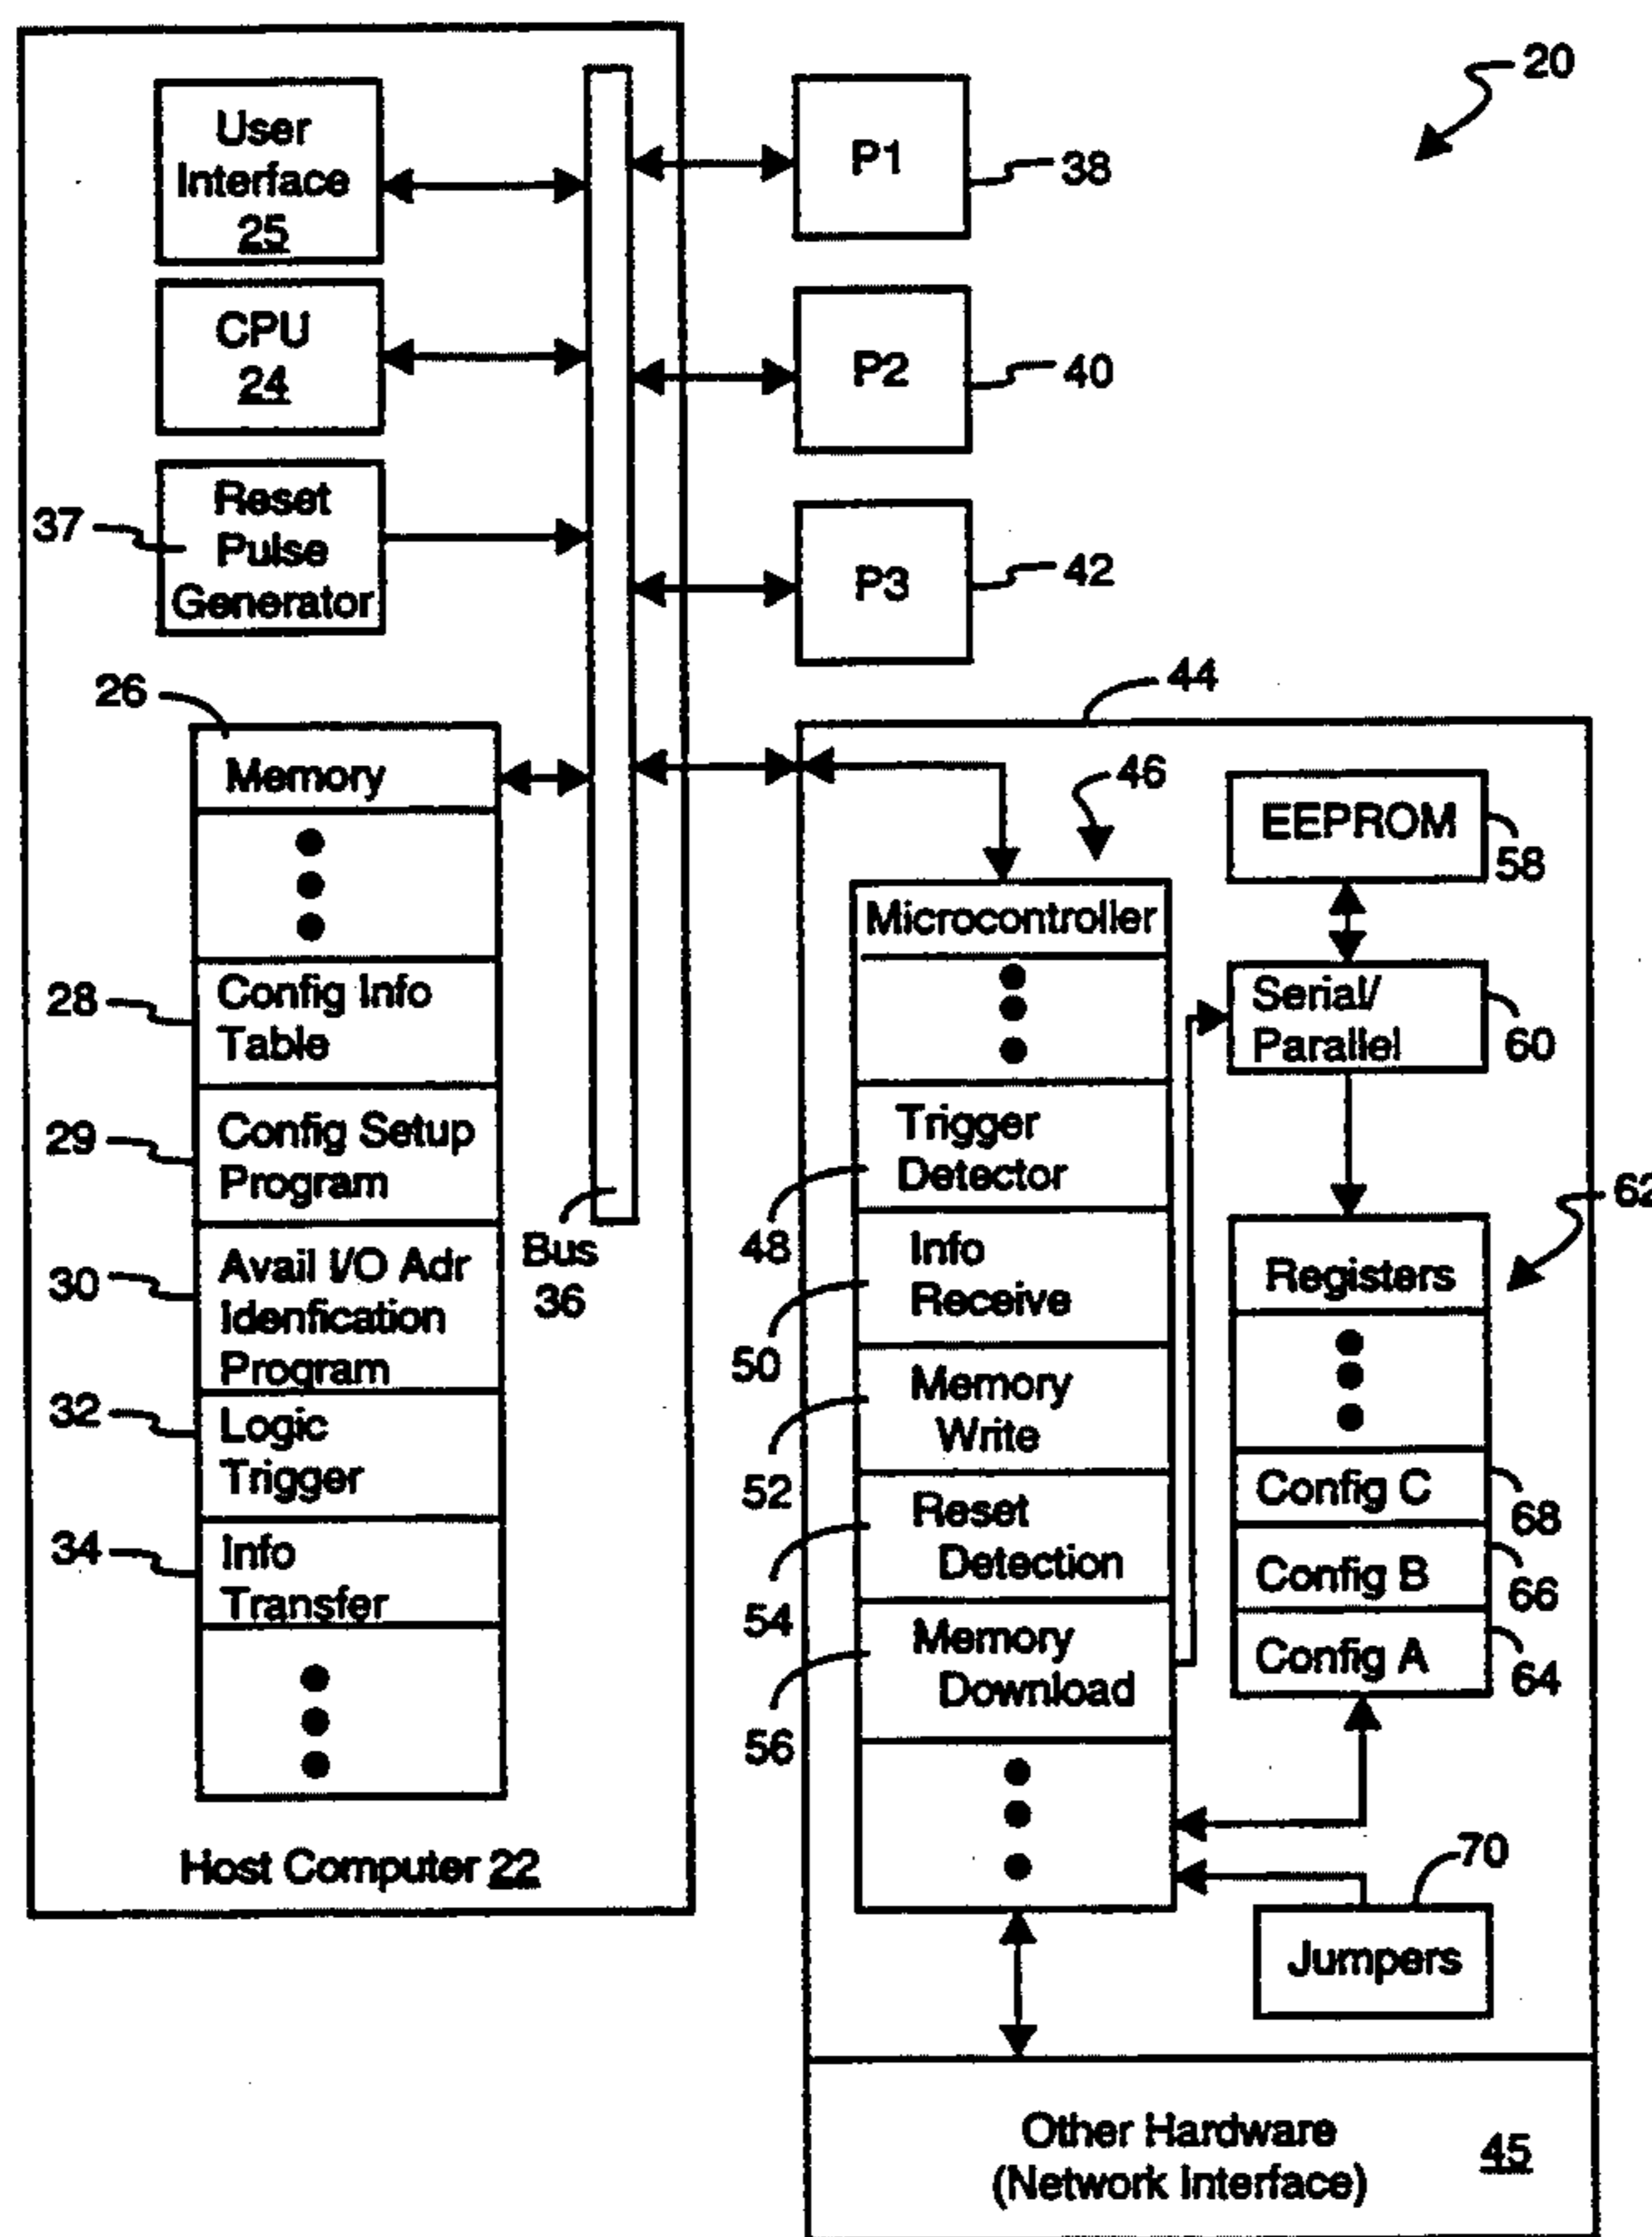 20
User
Interface
25
CPU
24
37
Reset
Pulse
Generator
P1
38
P2
40
P3
42
26
Memory
28
Config Info
Table
29
Config Setup
Program
30
Avail I/O Adr
Idenfication
Program
32
Logic
Trigger
34
Info
Transfer
Host Computer 22
Bus
36
44
46
Microcontroller
Trigger
Detector
48
Info
Receive
50
Memory
Write
52
Reset
Detection
54
Memory
Download
56
EEPROM
58
Serial/
Parallel
60
62
Registers
Config C
68
Config B
66
Config A
64
70
Jumpers
Other Hardware
(Network Interface)
45